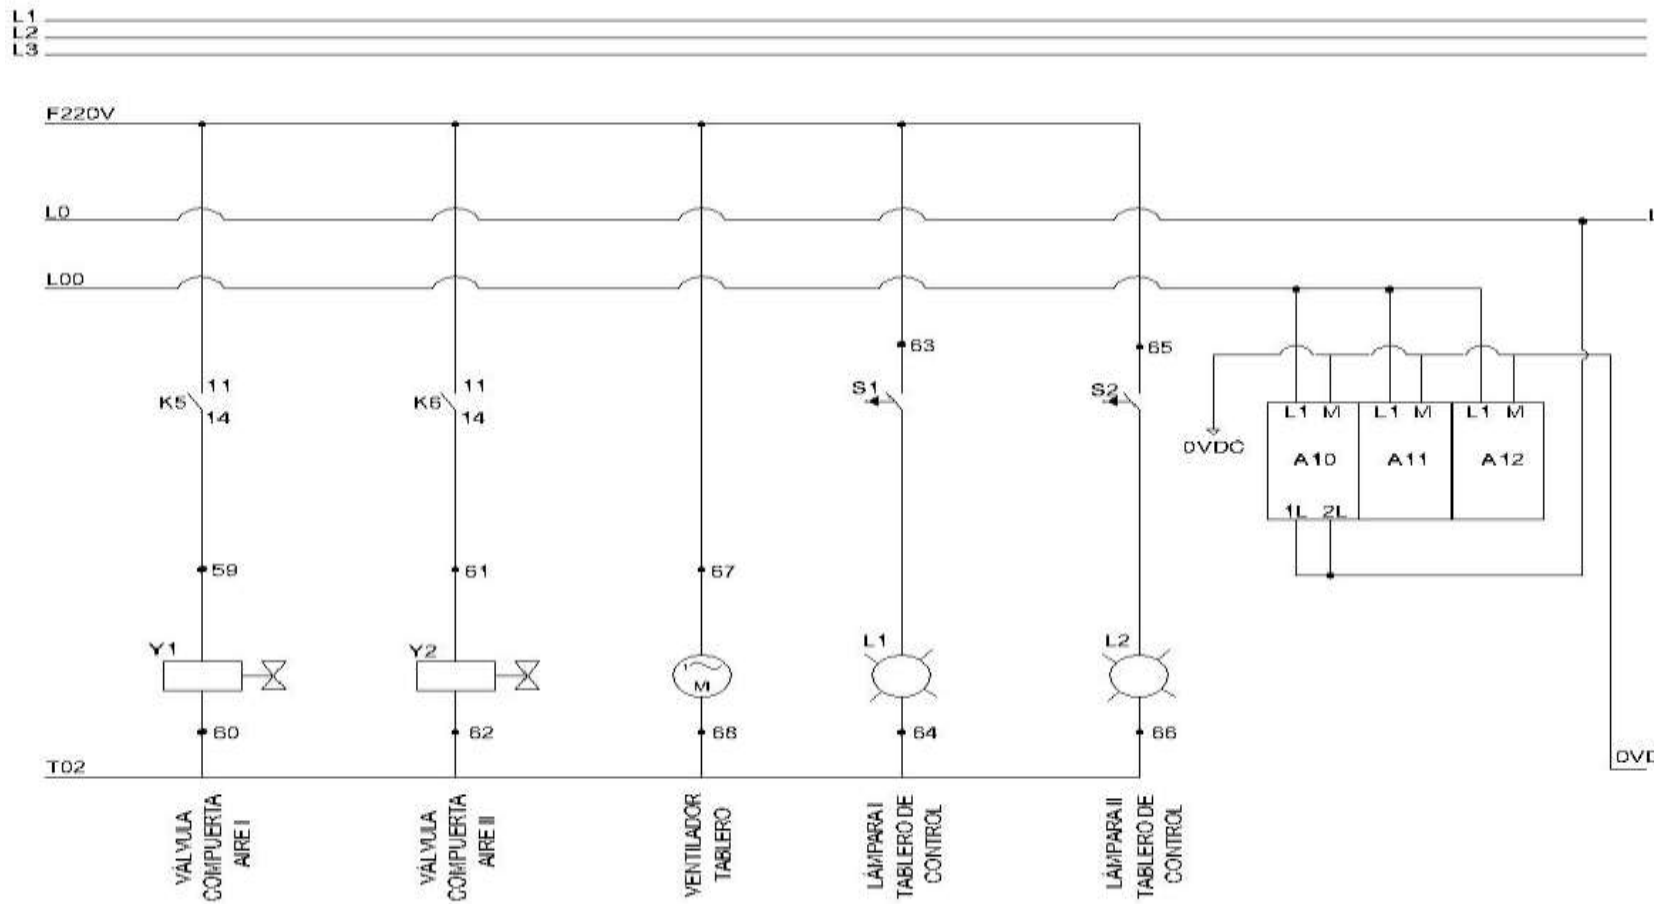 L1
L2
L3
F220V
L0
L00
63
65
K5
11
14
K6
11
14
S1
S2
0VDC
L1 M
L1 M
L1 M
A10
A11
A12
1L 2L
59
61
67
Y1
Y2
M
L1
L2
60
62
68
64
66
T02
VÁLVULA
COMPUERTA
AIRE I
VÁLVULA
COMPUERTA
AIRE II
VENTILADOR
TABLERO
LÁMPARA I
TABLERO DE
CONTROL
LÁMPARA II
TABLERO DE
CONTROL